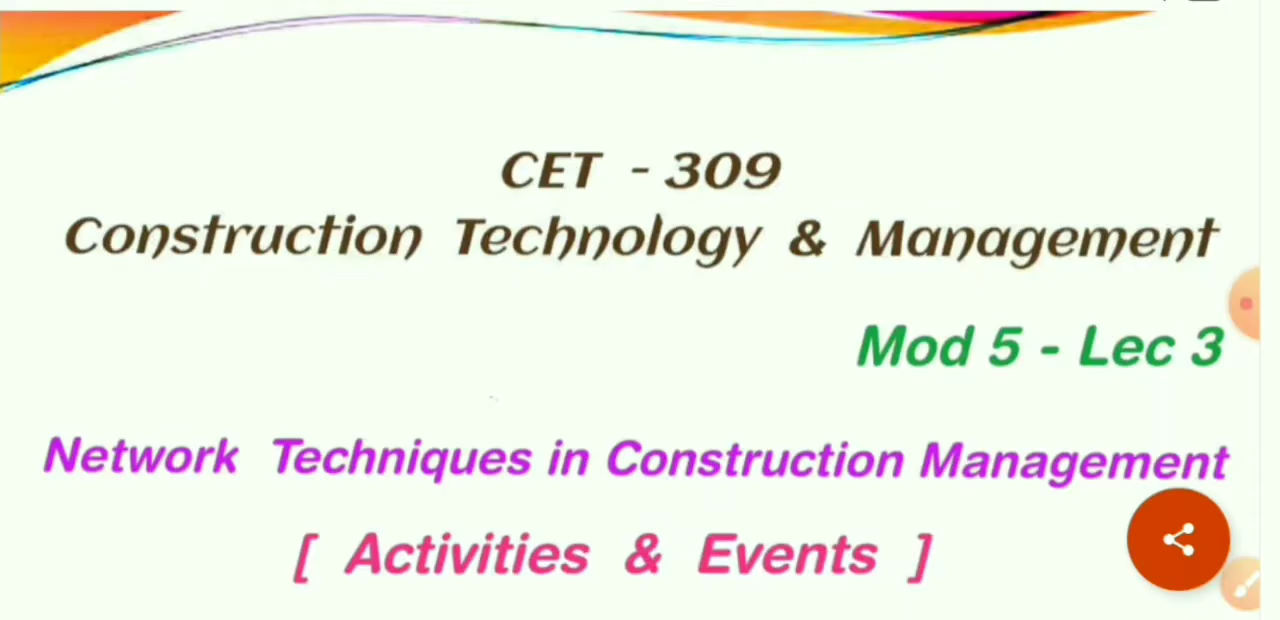 CET - 309
Construction Technology & Management
Mod 5 - Lec 3
Network Techniques in Construction Management
[ Activities & Events ]